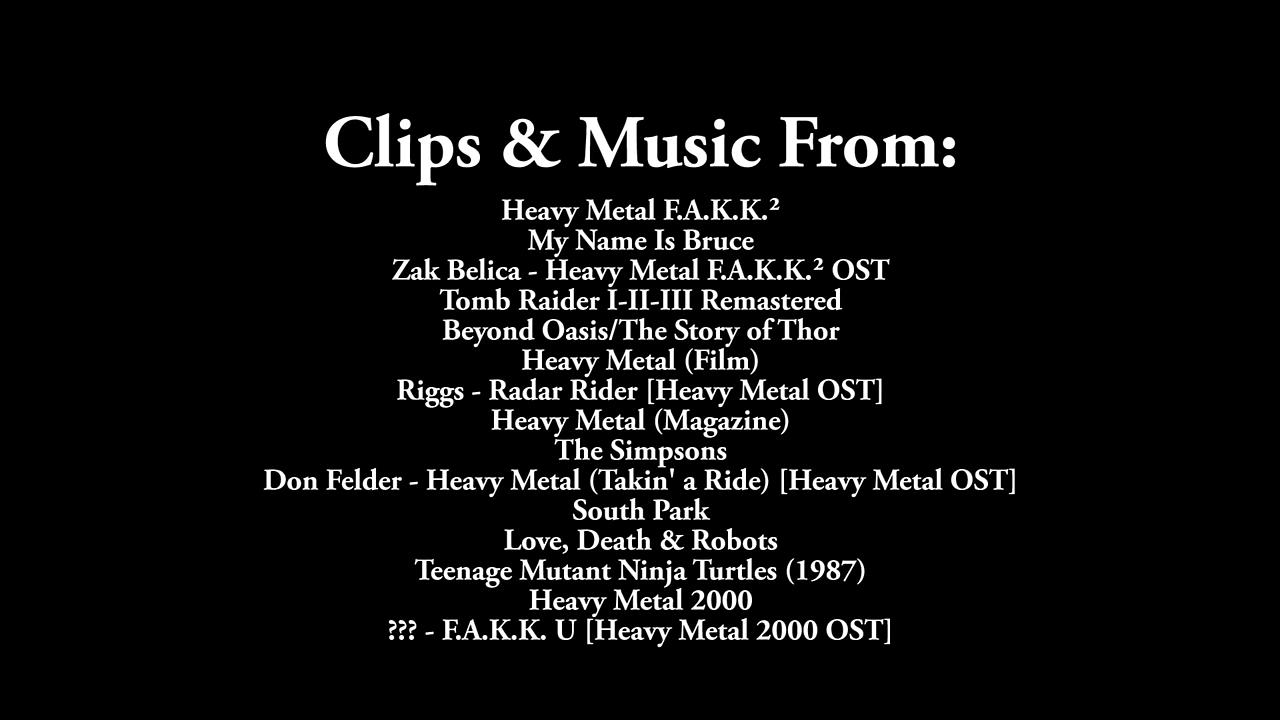 Clips & Music From:
Heavy Metal F.A.K.K.²
My Name Is Bruce
Zak Belica - Heavy Metal F.A.K.K.² OST
Tomb Raider I-II-III Remastered
Beyond Oasis/The Story of Thor
Heavy Metal (Film)
Riggs - Radar Rider [Heavy Metal OST]
Heavy Metal (Magazine)
The Simpsons
Don Felder - Heavy Metal (Takin' a Ride) [Heavy Metal OST]
South Park
Love, Death & Robots
Teenage Mutant Ninja Turtles (1987)
Heavy Metal 2000
??? - F.A.K.K. U [Heavy Metal 2000 OST]